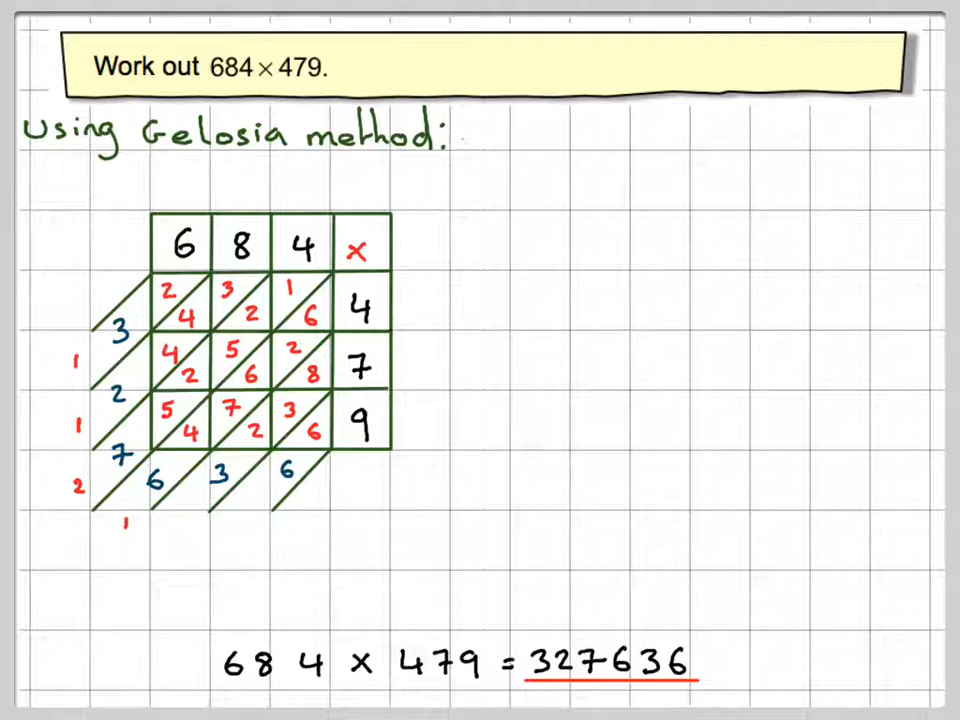 Work out 684 × 479.
Using Gelosia method:
6 8 4 ×
2 3 1
4 2 6 4
3
4 5 2
1 2 6 8 7
2
5 7 3
1 4 2 6 9
7 6 3 6
2
1
684 × 479 = 327636